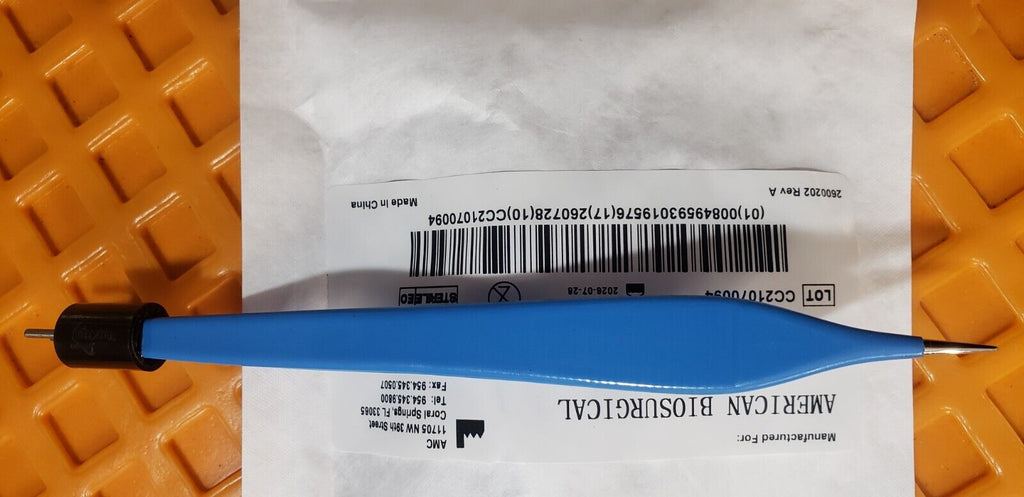 Manufactured For:
AMERICAN BIOSURGICAL
AMC
11705 NW 39th Street
Coral Springs, FL 33065
Tel: 954.345.9800
Fax: 954.345.0507
LOT CC21070094
2026-07-28
STERILE EO
(01)00849593019576(17)260728(10)CC21070094
2600202 Rev A
Made in China